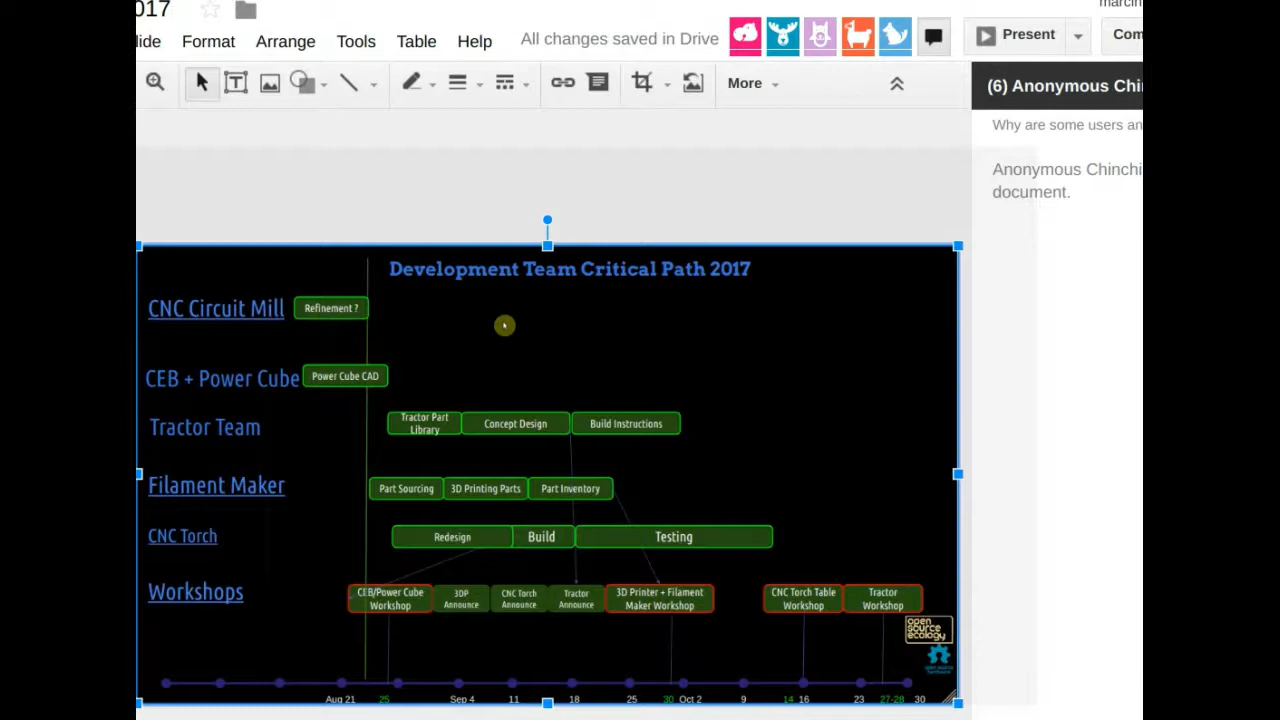 017
marcin
lide Format Arrange Tools Table Help All changes saved in Drive Present Com
More
(6) Anonymous Chin
Why are some users an
Anonymous Chinchi
document.
Development Team Critical Path 2017
CNC Circuit Mill Refinement ?
CEB + Power Cube Power Cube CAD
Tractor Team
Tractor Part
Library
Concept Design
Build Instructions
Filament Maker
Part Sourcing 3D Printing Parts Part Inventory
CNC Torch
Redesign Build Testing
Workshops
CEB/Power Cube
Workshop
3DP
Announce
CNC Torch
Announce
Tractor
Announce
3D Printer + Filament
Maker Workshop
CNC Torch Table
Workshop
Tractor
Workshop
open
source
ecology
Aug 21 25 Sep 4 11 18 25 30 Oct 2 9 14 16 23 27-28 30